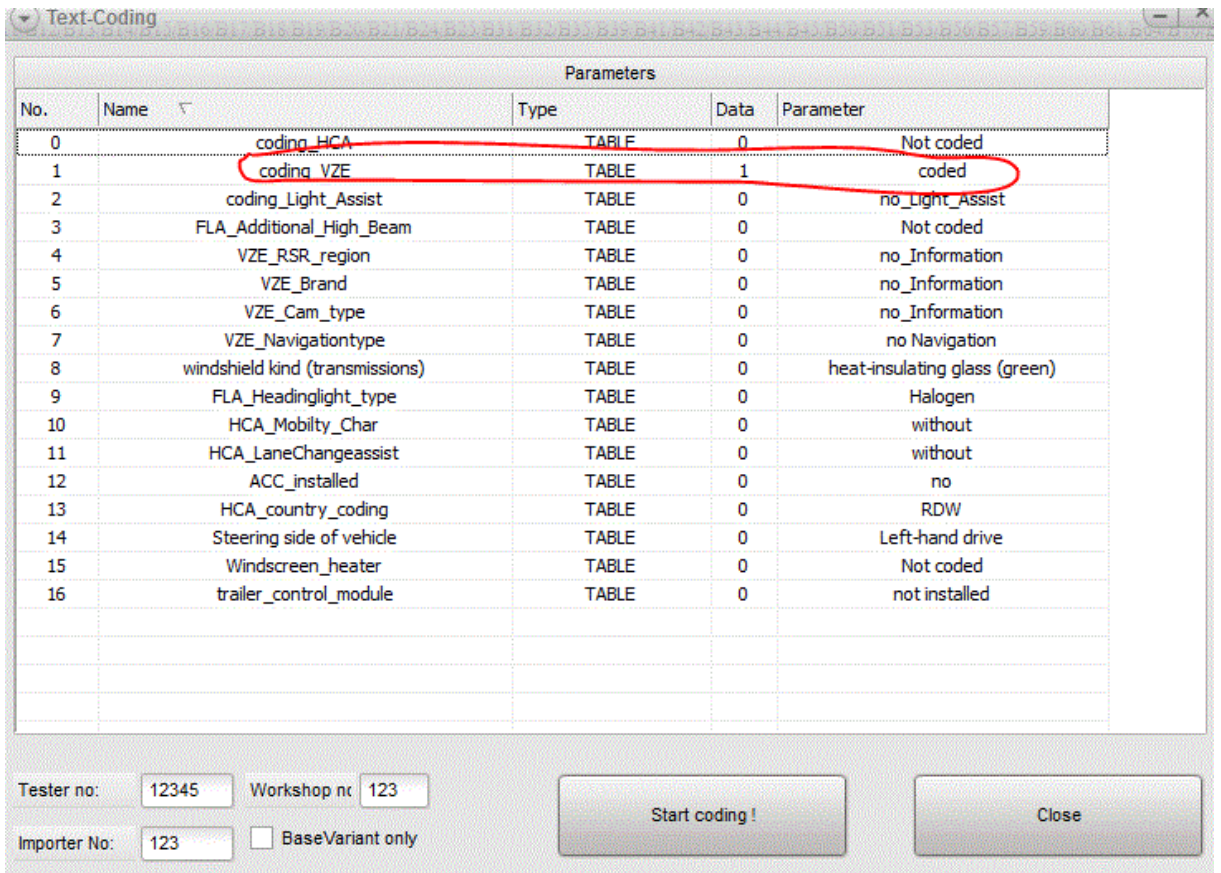 Text-Coding
Parameters
No. Name Type Data Parameter
0 coding_HCA TABLE 0 Not coded
1 coding_VZE TABLE 1 coded
2 coding_Light_Assist TABLE 0 no_Light_Assist
3 FLA_Additional_High_Beam TABLE 0 Not coded
4 VZE_RSR_region TABLE 0 no_Information
5 VZE_Brand TABLE 0 no_Information
6 VZE_Cam_type TABLE 0 no_Information
7 VZE_Navigationtype TABLE 0 no Navigation
8 windshield kind (transmissions) TABLE 0 heat-insulating glass (green)
9 FLA_Headinglight_type TABLE 0 Halogen
10 HCA_Mobilty_Char TABLE 0 without
11 HCA_LaneChangeassist TABLE 0 without
12 ACC_installed TABLE 0 no
13 HCA_country_coding TABLE 0 RDW
14 Steering side of vehicle TABLE 0 Left-hand drive
15 Windscreen_heater TABLE 0 Not coded
16 trailer_control_module TABLE 0 not installed
Tester no: 12345 Workshop nc 123
Start coding ! Close
Importer No: 123 BaseVariant only